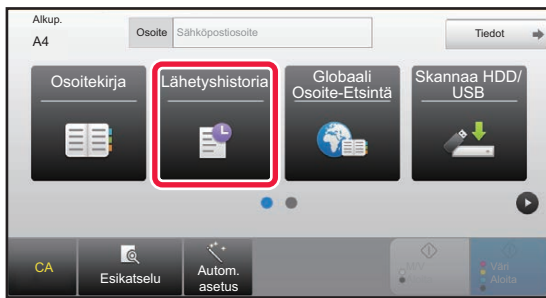 Alkup.
A4
Osoite
Sähköpostiosoite
Tiedot
Osoitekirja
Lähetyshistoria
Globaali
Osoite-Etsintä
Skannaa HDD/
USB
CA
Esikatselu
Autom.
asetus
M/V
Aloita
Väri
Aloita